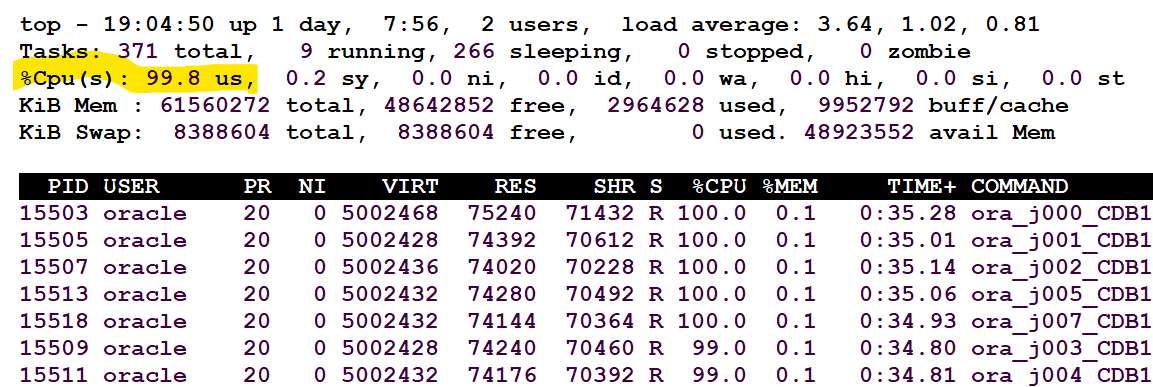 top - 19:04:50 up 1 day,  7:56,  2 users,  load average: 3.64, 1.02, 0.81
Tasks: 371 total,   9 running, 266 sleeping,   0 stopped,   0 zombie
%Cpu(s): 99.8 us,  0.2 sy,  0.0 ni,  0.0 id,  0.0 wa,  0.0 hi,  0.0 si,  0.0 st
KiB Mem : 61560272 total, 48642852 free,  2964628 used,  9952792 buff/cache
KiB Swap:  8388604 total,  8388604 free,        0 used. 48923552 avail Mem
  PID USER      PR  NI    VIRT    RES    SHR S  %CPU %MEM     TIME+ COMMAND
15503 oracle    20   0 5002468  75240  71432 R 100.0  0.1   0:35.28 ora_j000_CDB1
15505 oracle    20   0 5002428  74392  70612 R 100.0  0.1   0:35.01 ora_j001_CDB1
15507 oracle    20   0 5002436  74020  70228 R 100.0  0.1   0:35.14 ora_j002_CDB1
15513 oracle    20   0 5002432  74280  70492 R 100.0  0.1   0:35.06 ora_j005_CDB1
15518 oracle    20   0 5002432  74144  70364 R 100.0  0.1   0:34.93 ora_j007_CDB1
15509 oracle    20   0 5002428  74240  70460 R  99.0  0.1   0:34.80 ora_j003_CDB1
15511 oracle    20   0 5002432  74176  70392 R  99.0  0.1   0:34.81 ora_j004_CDB1